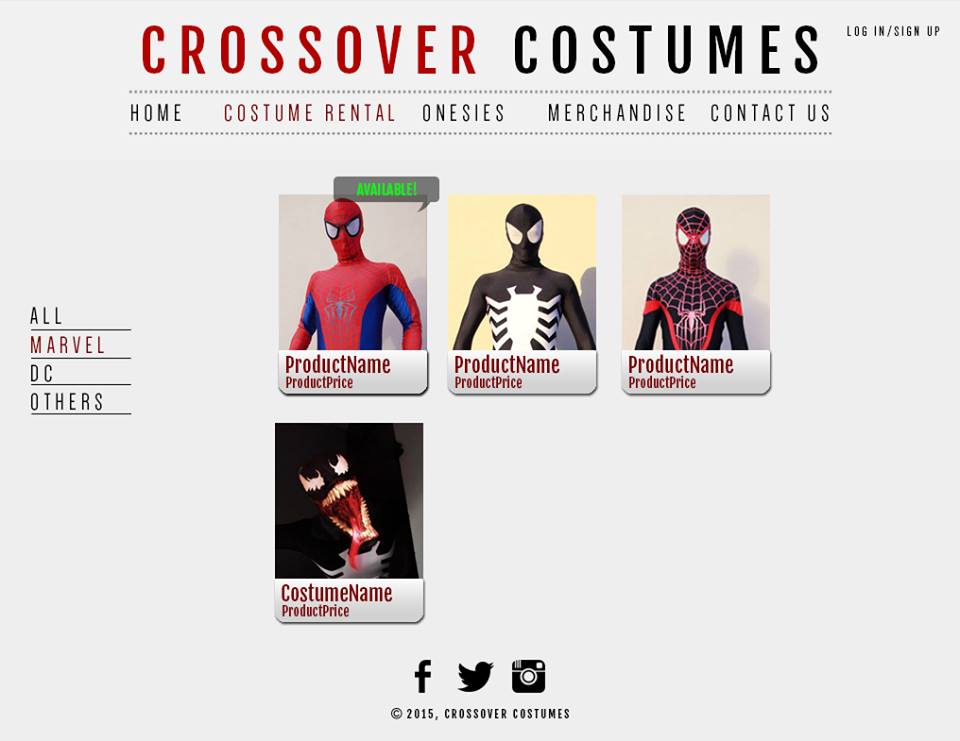 CROSSOVER COSTUMES
LOG IN/SIGN UP
HOME COSTUME RENTAL ONESIES MERCHANDISE CONTACT US
AVAILABLE!
ALL
MARVEL
DC
OTHERS
ProductName
ProductPrice
ProductName
ProductPrice
ProductName
ProductPrice
CostumeName
ProductPrice
© 2015, CROSSOVER COSTUMES